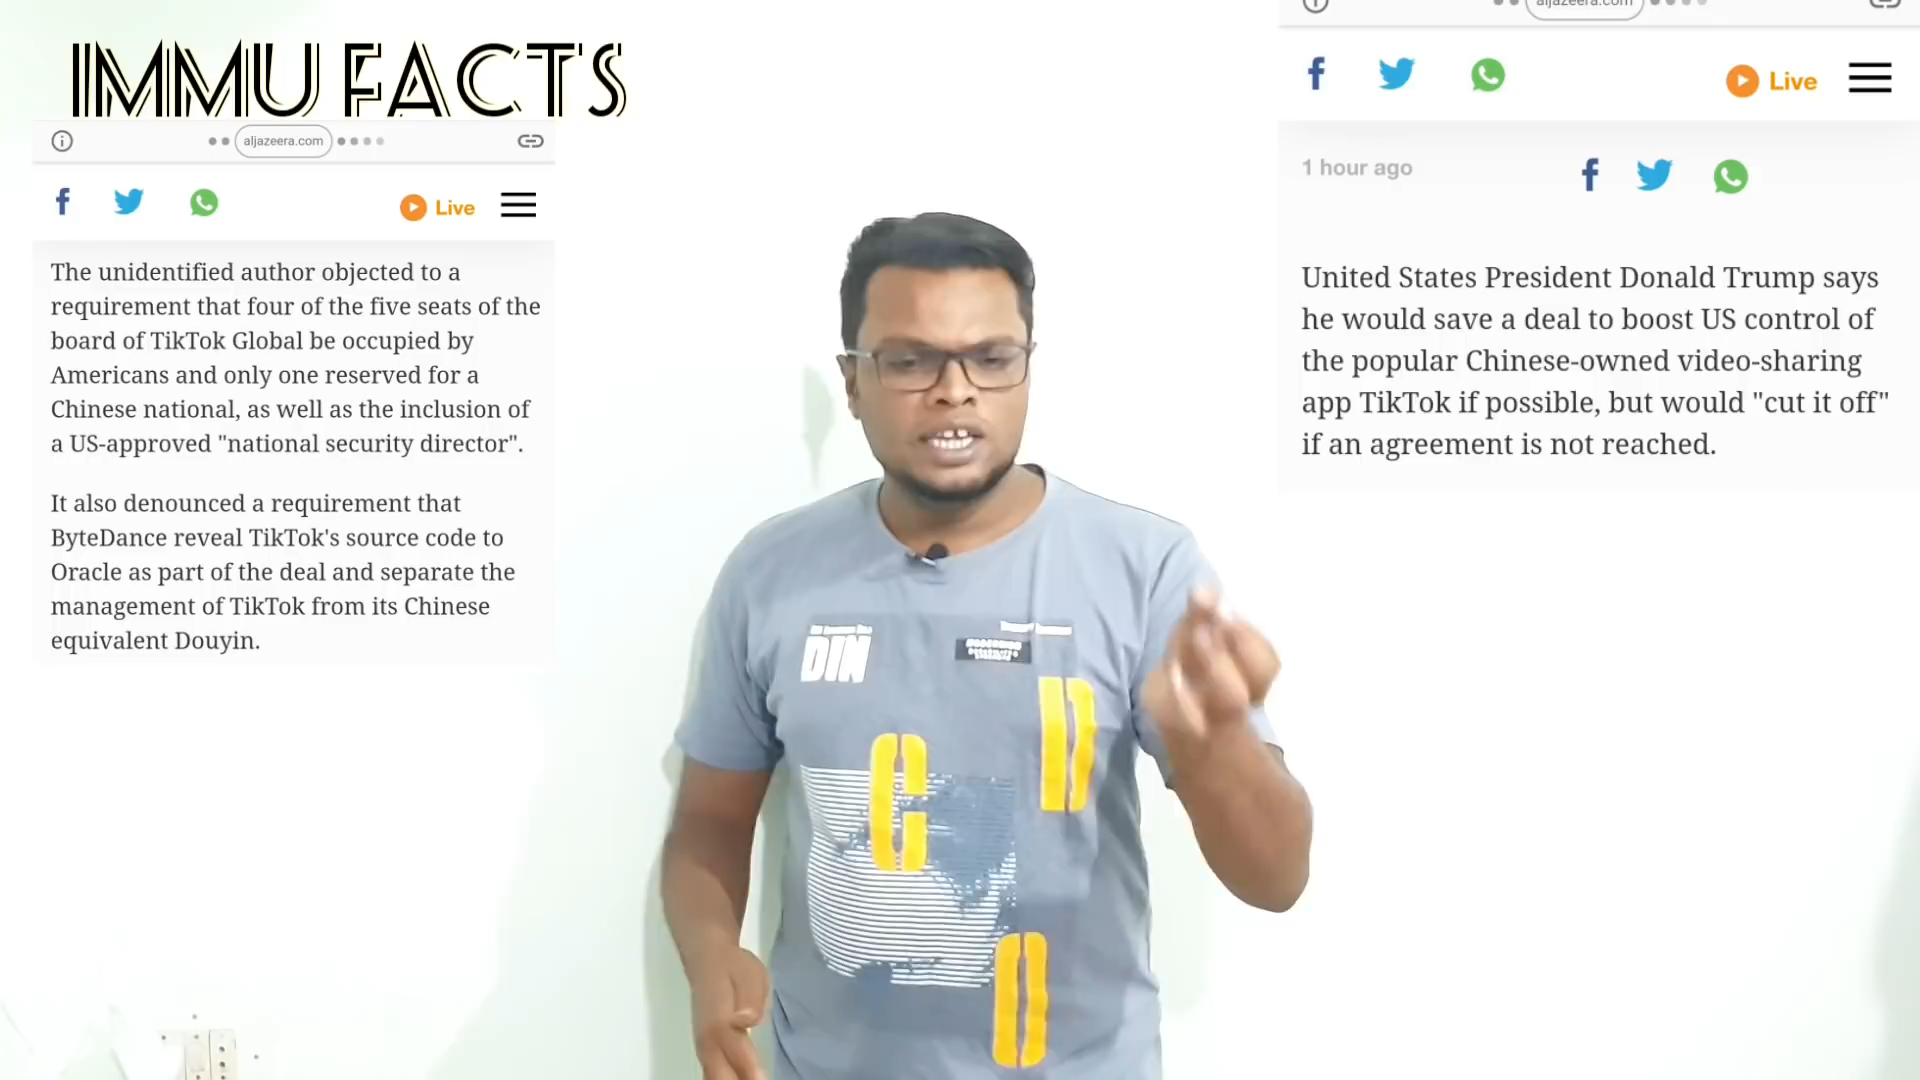 IMMU FACTS
aljazeera.com
Live
The unidentified author objected to a
requirement that four of the five seats of the
board of TikTok Global be occupied by
Americans and only one reserved for a
Chinese national, as well as the inclusion of
a US-approved "national security director".
It also denounced a requirement that
ByteDance reveal TikTok's source code to
Oracle as part of the deal and separate the
management of TikTok from its Chinese
equivalent Douyin.
aljazeera.com
Live
1 hour ago
United States President Donald Trump says
he would save a deal to boost US control of
the popular Chinese-owned video-sharing
app TikTok if possible, but would "cut it off"
if an agreement is not reached.
DIN
D
C